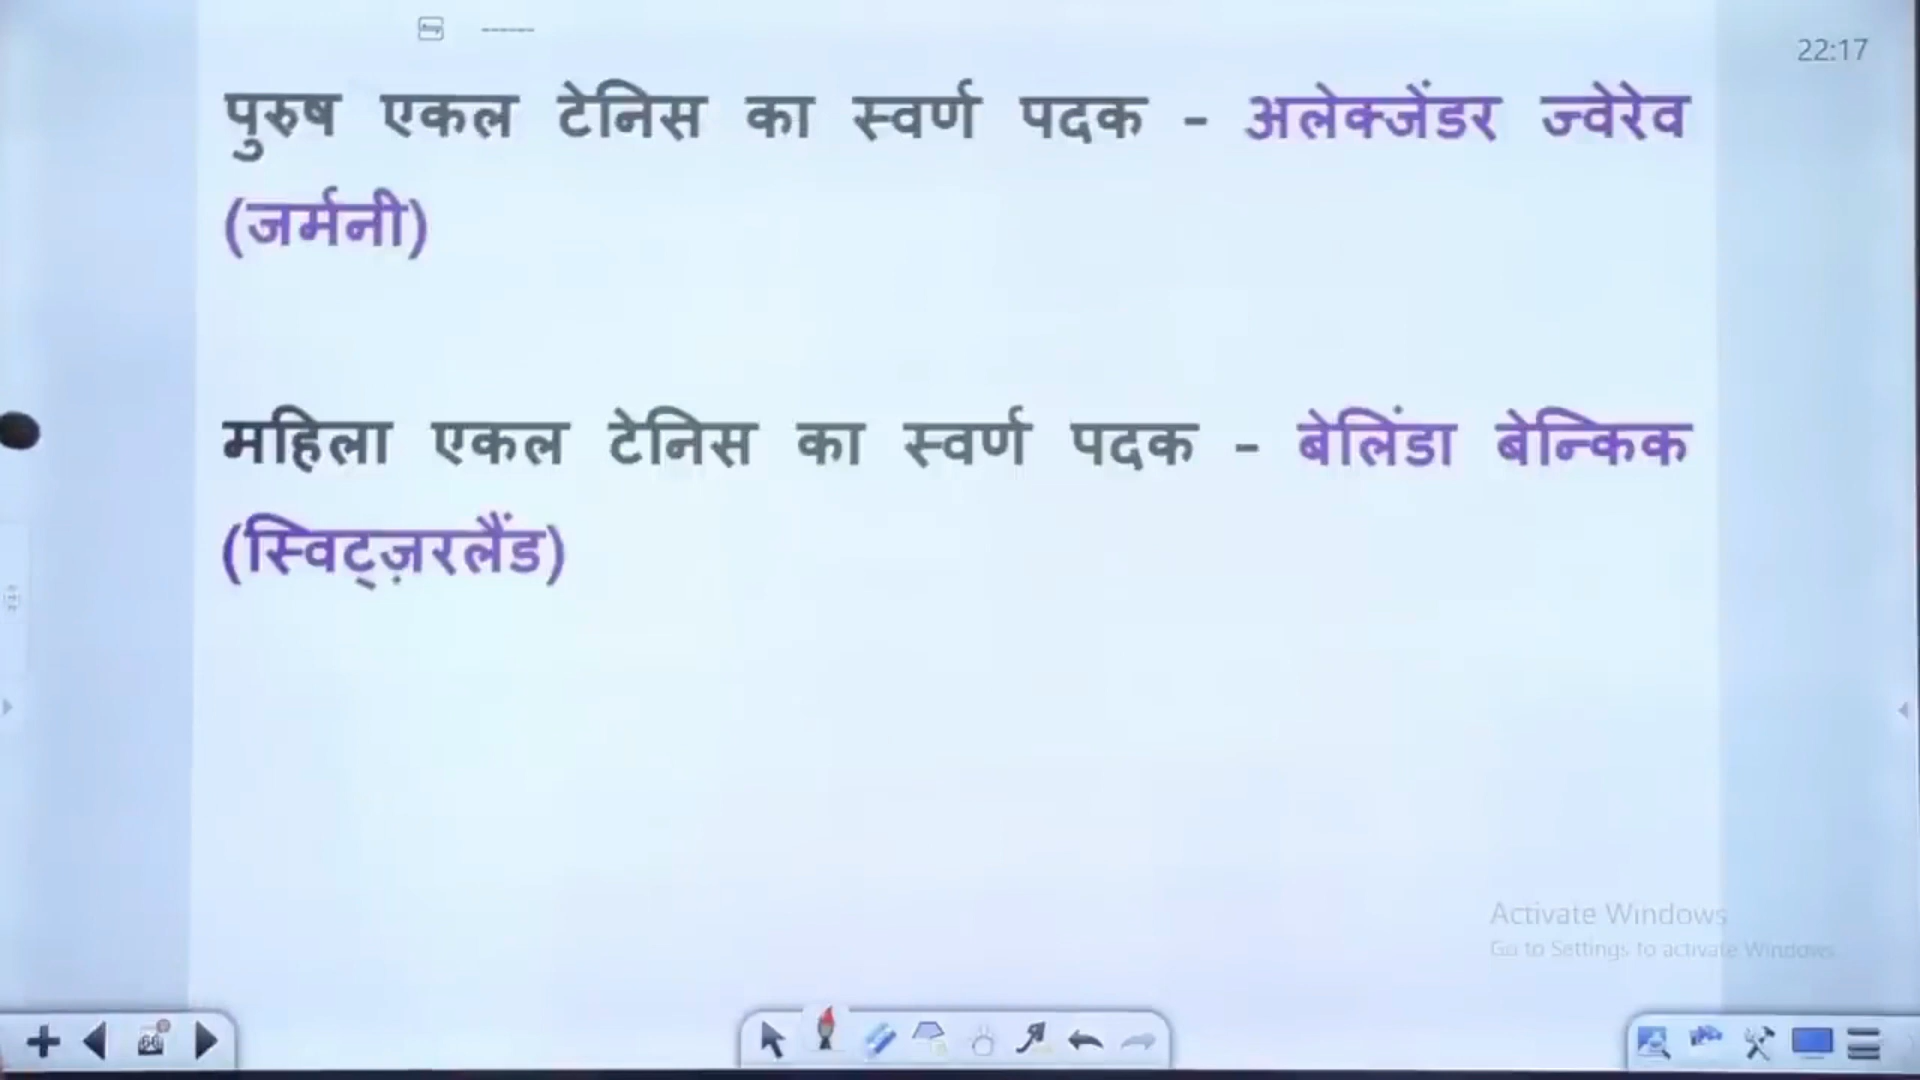 22:17
पुरुष एकल टेनिस का स्वर्ण पदक - अलेक्जेंडर ज्वेरेव
(जर्मनी)
महिला एकल टेनिस का स्वर्ण पदक - बेलिंडा बेन्किक
(स्विट्ज़रलैंड)
Activate Windows
Go to Settings to activate Windows.
66